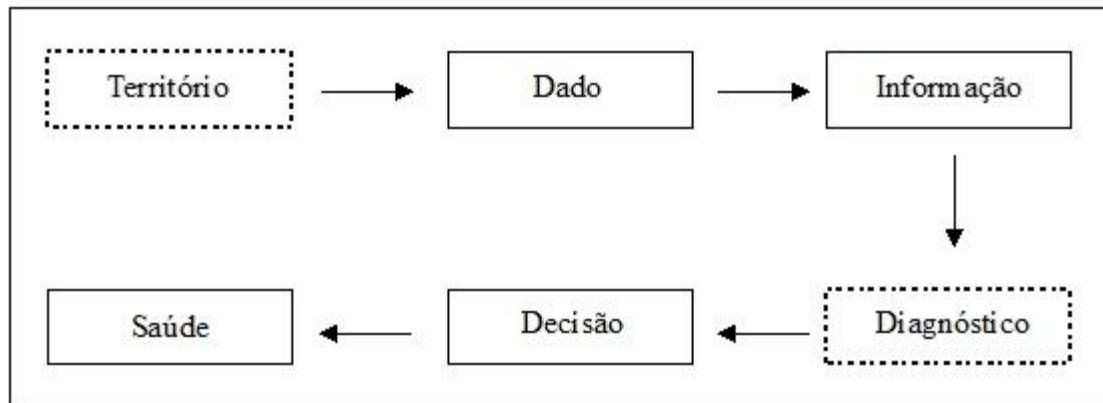 Território
Dado
Informação
Diagnóstico
Decisão
Saúde